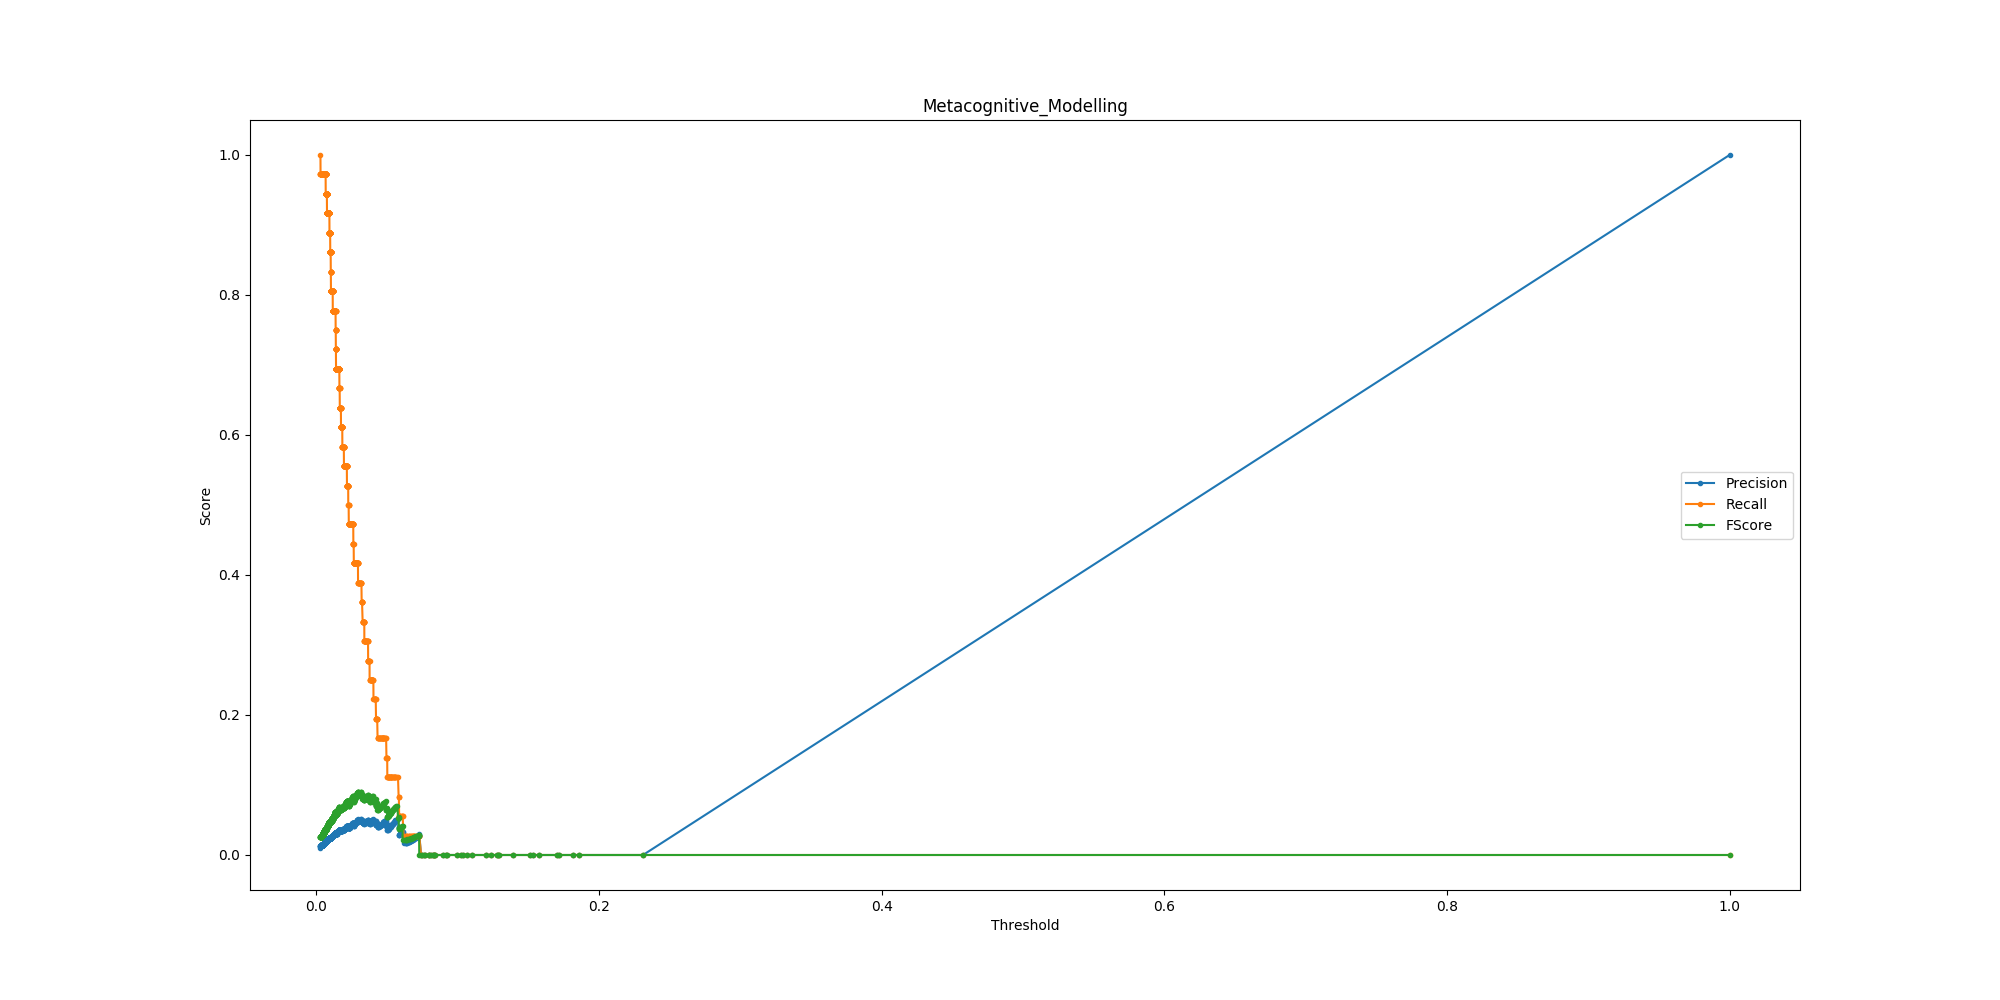 Metacognitive_Modelling
1.0
0.8
0.6
0.4
0.2
0.0
Score
Precision
Recall
FScore
0.0 0.2 0.4 0.6 0.8 1.0
Threshold